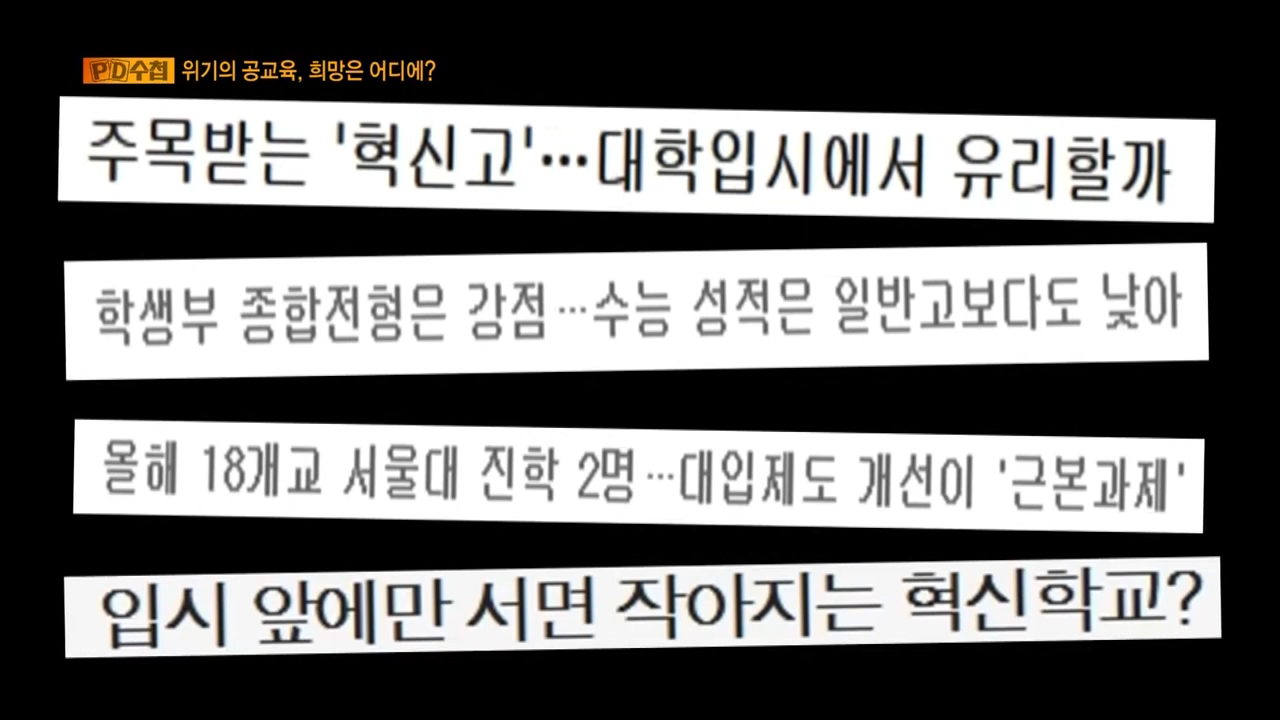 PD수첩 위기의 공교육, 희망은 어디에?
주목받는 '혁신고'…대학입시에서 유리할까
학생부 종합전형은 강점…수능 성적은 일반고보다도 낮아
올해 18개교 서울대 진학 2명…대입제도 개선이 '근본과제'
입시 앞에만 서면 작아지는 혁신학교?